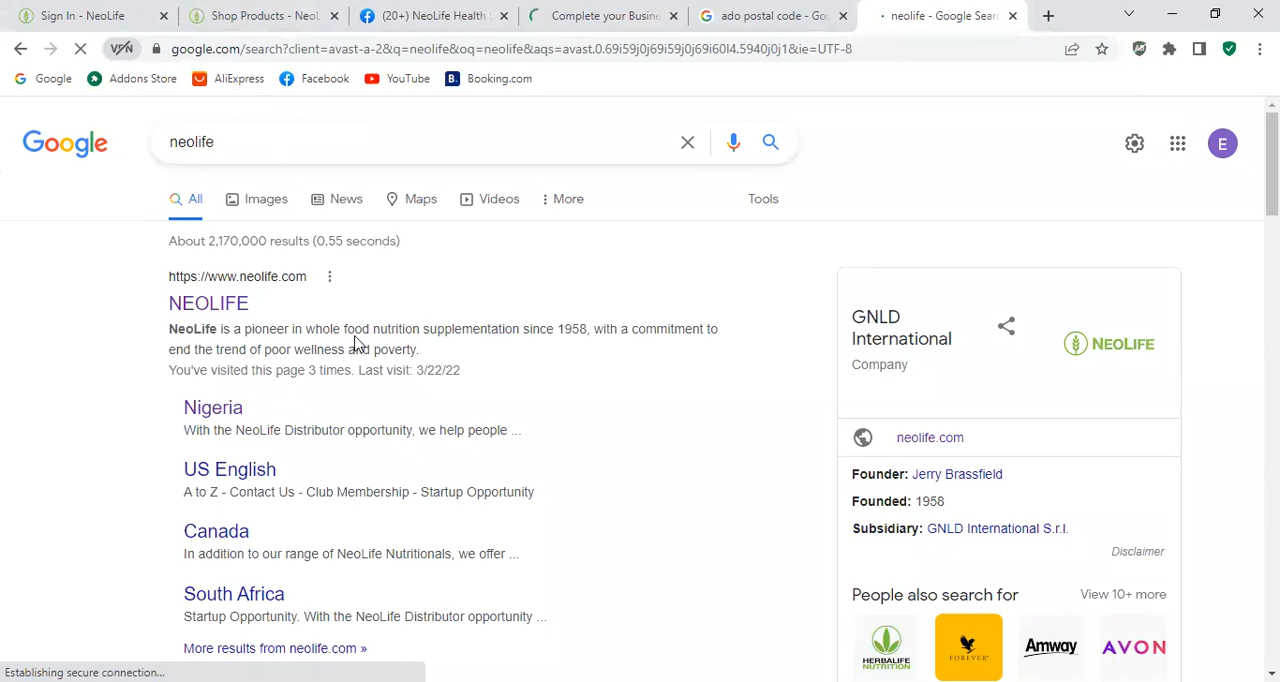 Sign In - NeoLife
Shop Products - NeoL
(20+) NeoLife Health S
Complete your Busine
ado postal code - Goo
neolife - Google Sear
VPN
google.com/search?client=avast-a-2&q=neolife&oq=neolife&aqs=avast.0.69i59j0j69i59j0j69i60l4.5940j0j1&ie=UTF-8
Google
Addons Store
AliExpress
Facebook
YouTube
B.
Booking.com
Google
neolife
E
All
Images
News
Maps
Videos
More
Tools
About 2,170,000 results (0.55 seconds)
https://www.neolife.com
NEOLIFE
NeoLife is a pioneer in whole food nutrition supplementation since 1958, with a commitment to
end the trend of poor wellness and poverty.
You've visited this page 3 times. Last visit: 3/22/22
Nigeria
With the NeoLife Distributor opportunity, we help people ...
US English
A to Z - Contact Us - Club Membership - Startup Opportunity
Canada
In addition to our range of NeoLife Nutritionals, we offer ...
South Africa
Startup Opportunity. With the NeoLife Distributor opportunity ...
More results from neolife.com »
GNLD
International
Company
NEOLIFE
neolife.com
Founder: Jerry Brassfield
Founded: 1958
Subsidiary: GNLD International S.r.l.
Disclaimer
People also search for
View 10+ more
HERBALIFE
NUTRITION
FOREVER
Amway
AVON
Establishing secure connection...